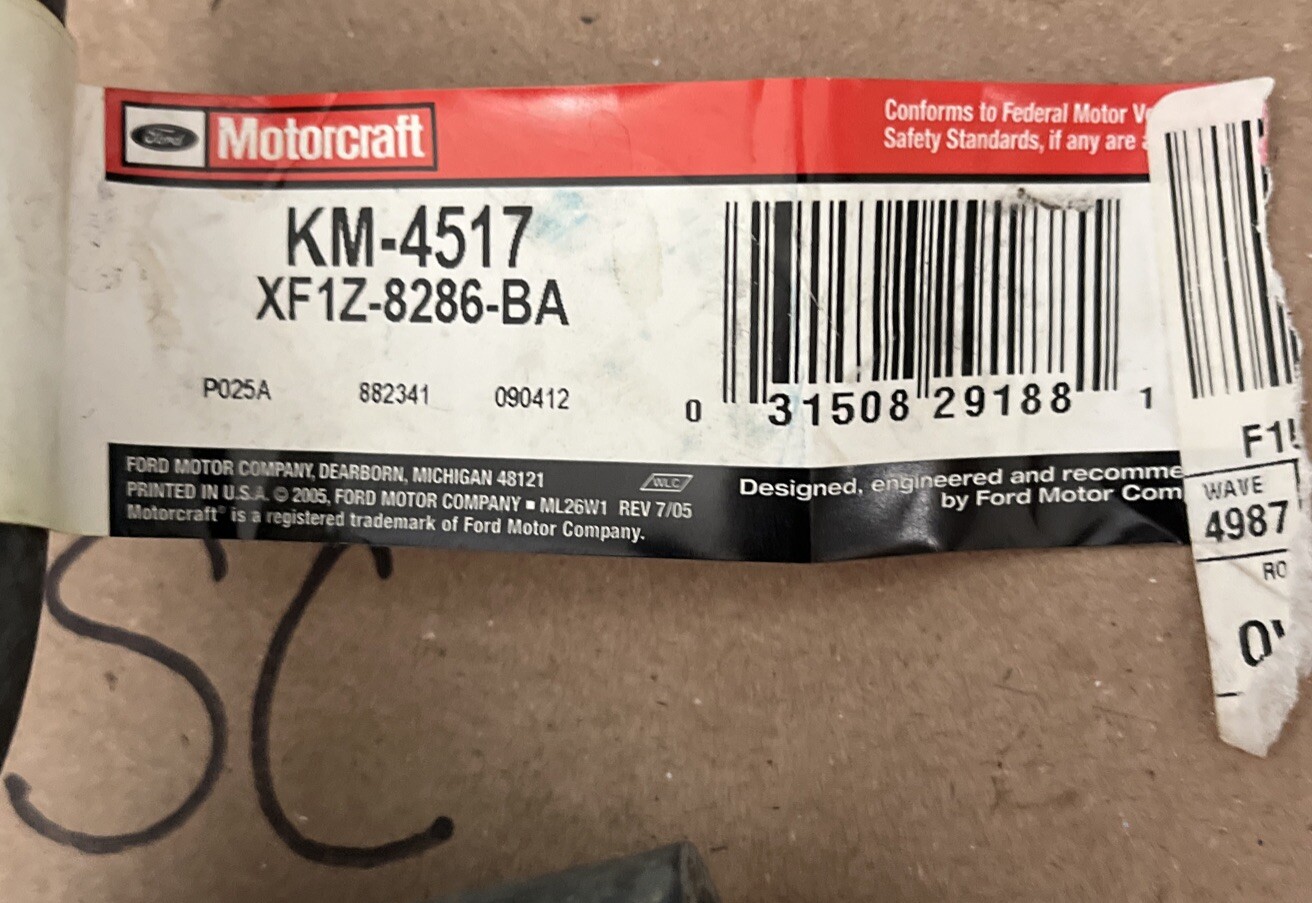 Ford Motorcraft
Conforms to Federal Motor
Safety Standards, if any are
KM-4517
XF1Z-8286-BA
P025A 882341 090412
0 31508 29188 1
FORD MOTOR COMPANY, DEARBORN, MICHIGAN 48121
WLC
PRINTED IN U.S.A. © 2005, FORD MOTOR COMPANY ▪ ML26W1 REV 7/05
Motorcraft® is a registered trademark of Ford Motor Company.
Designed, engineered and recomme
by Ford Motor Com
F1
WAVE
4987
RO
SC